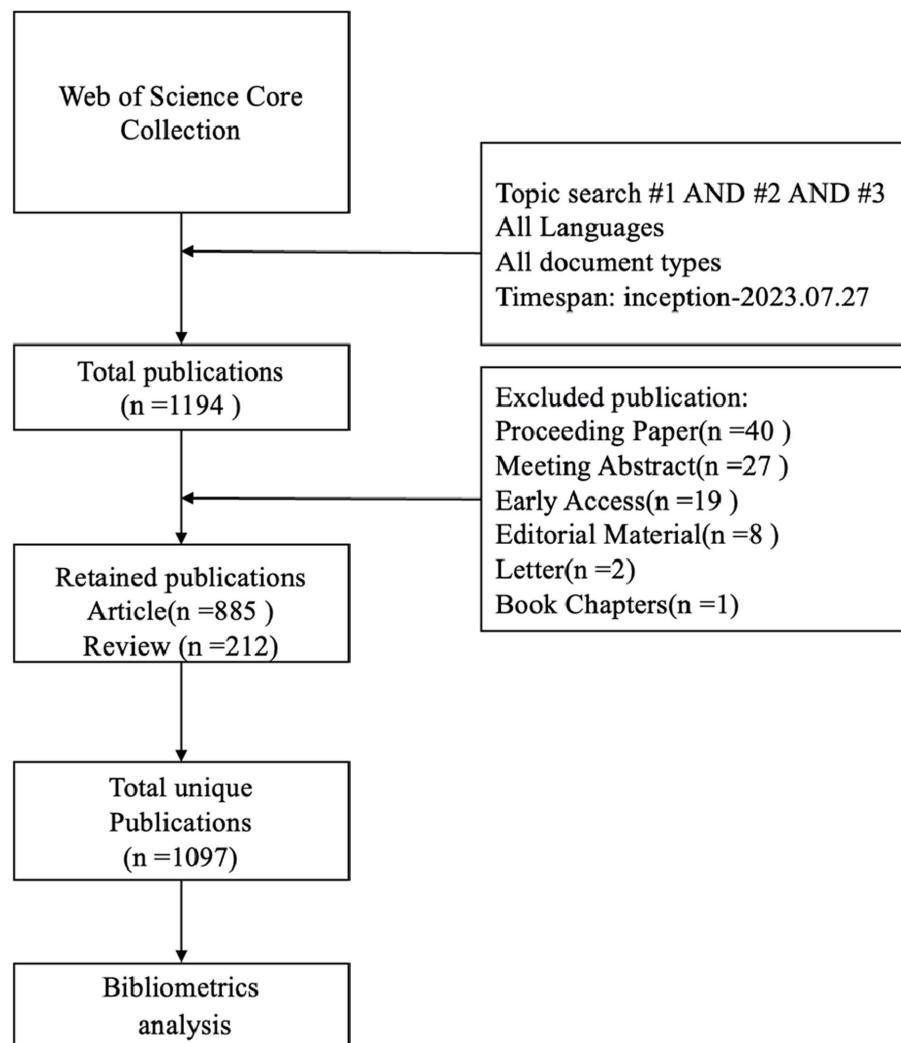 Web of Science Core
Collection
Topic search #1 AND #2 AND #3
All Languages
All document types
Timespan: inception-2023.07.27
Total publications
(n =1194 )
Excluded publication:
Proceeding Paper(n =40 )
Meeting Abstract(n =27 )
Early Access(n =19 )
Editorial Material(n =8 )
Letter(n =2)
Book Chapters(n =1)
Retained publications
Article(n =885 )
Review (n =212)
Total unique
Publications
(n =1097)
Bibliometrics
analysis